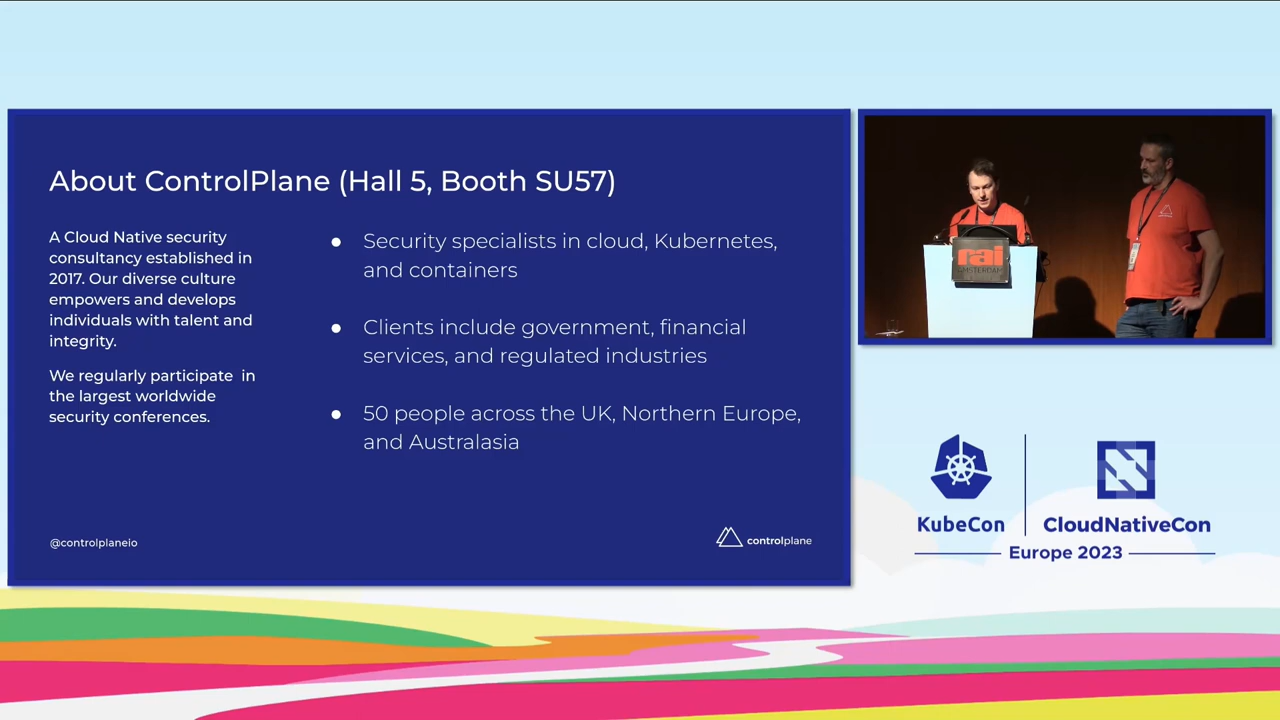 About ControlPlane (Hall 5, Booth SU57)
A Cloud Native security
consultancy established in
2017. Our diverse culture
empowers and develops
individuals with talent and
integrity.
We regularly participate in
the largest worldwide
security conferences.
● Security specialists in cloud, Kubernetes,
and containers
● Clients include government, financial
services, and regulated industries
● 50 people across the UK, Northern Europe,
and Australasia
@controlplaneio
controlplane
rai
AMSTERDAM
KubeCon
CloudNativeCon
Europe 2023